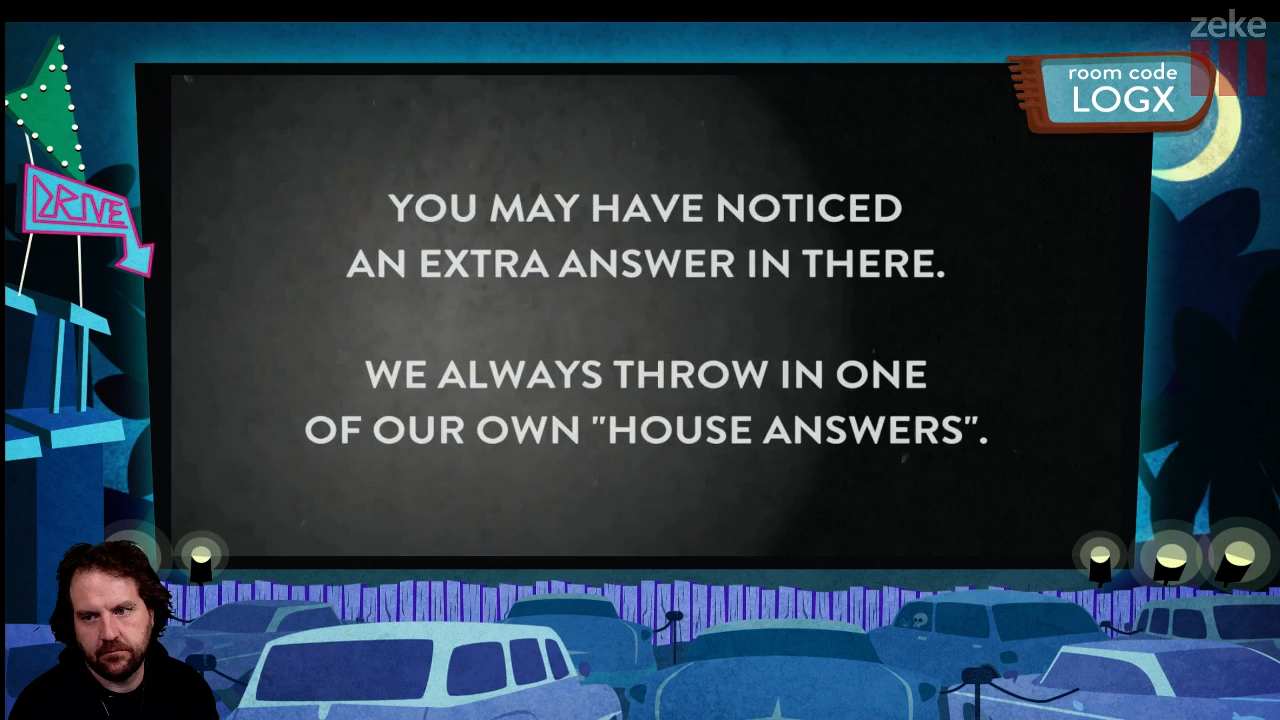 zeke
room code
LOGX
DRIVE
YOU MAY HAVE NOTICED
AN EXTRA ANSWER IN THERE.
WE ALWAYS THROW IN ONE
OF OUR OWN "HOUSE ANSWERS".